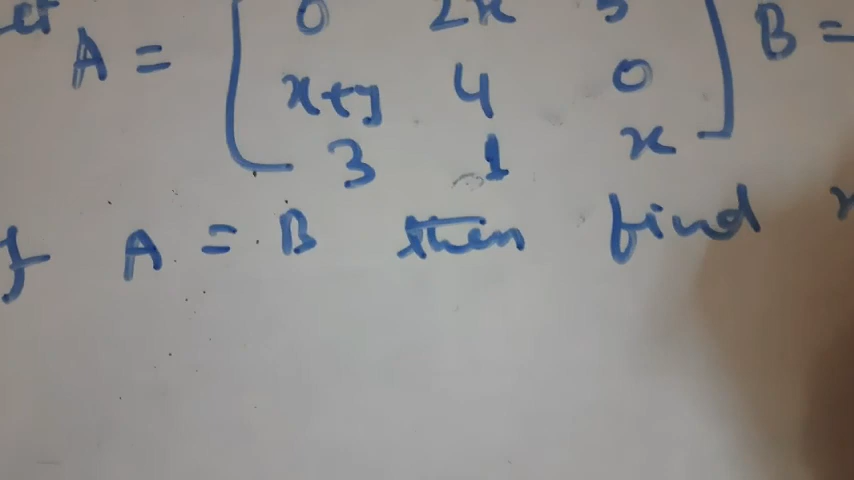 A = [ 0 2x B =
x+y 4 0
3 1 x ]
A = B then find